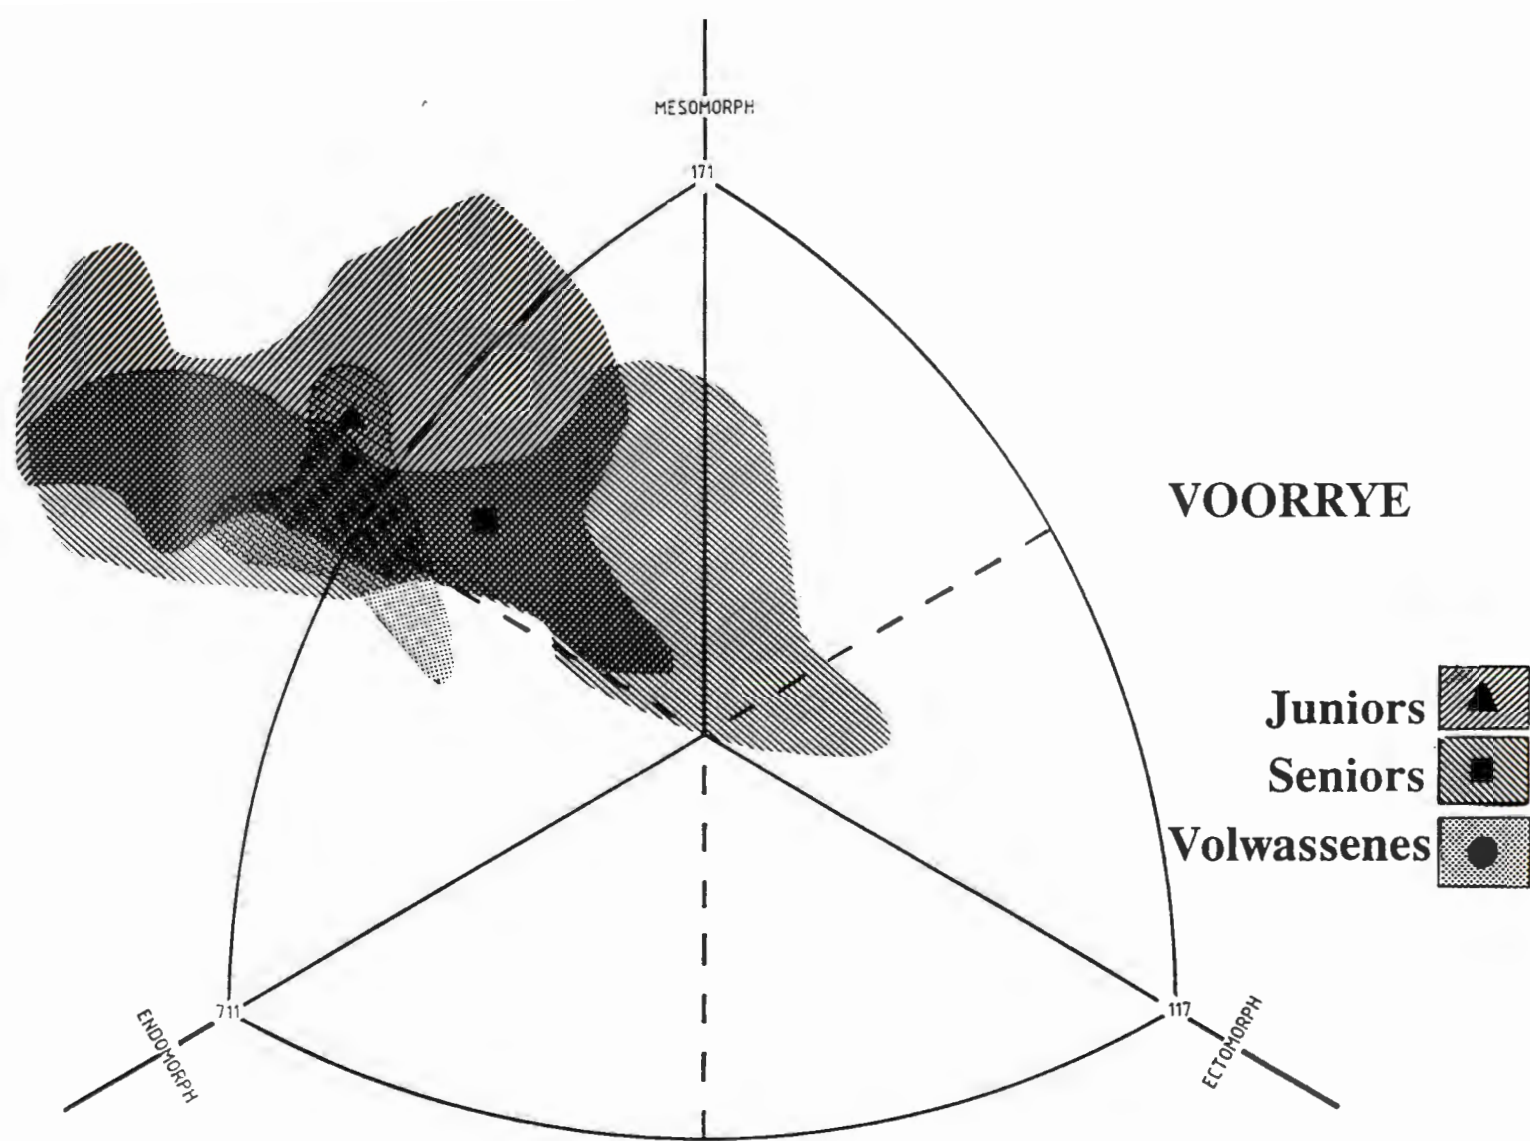 MESOMORPH
171
VOORRYE
Juniors
Seniors
Volwassenes
711
117
ENDOMORPH
ECTOMORPH